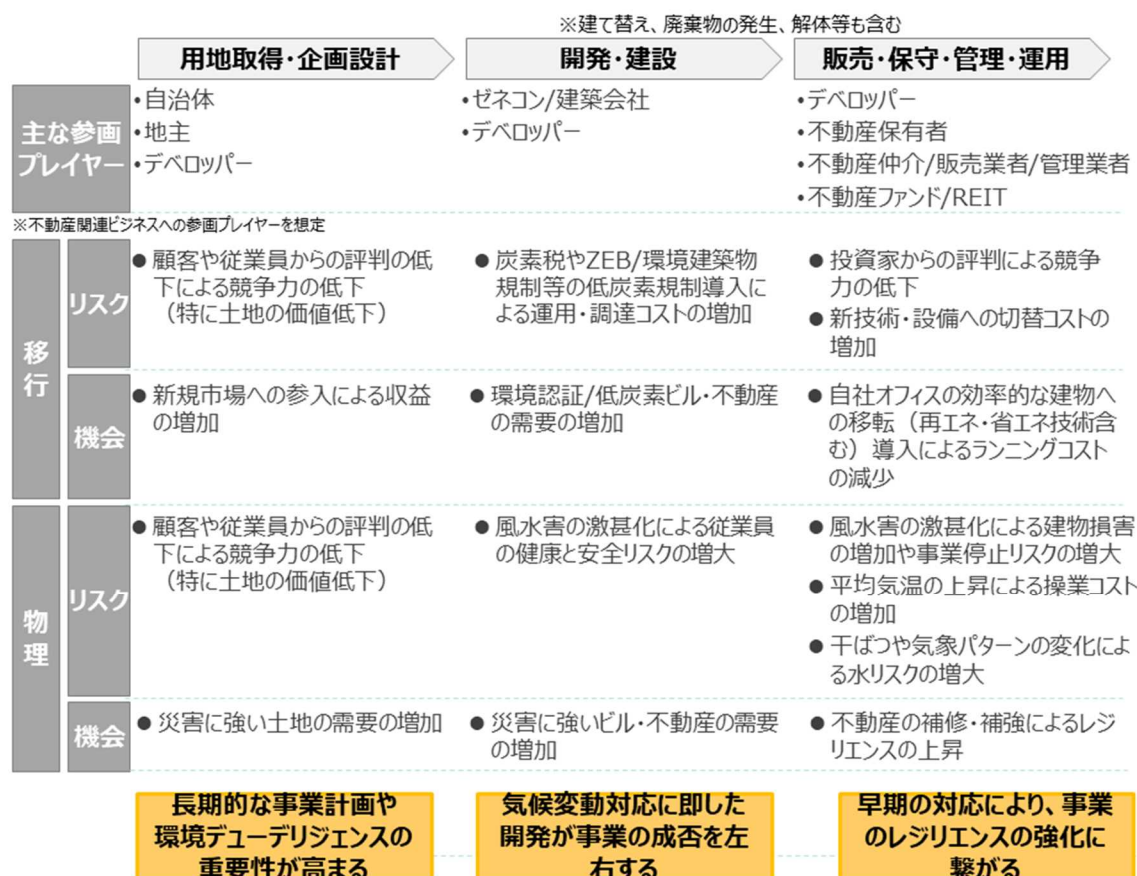 ※建て替え、廃棄物の発生、解体等も含む
用地取得・企画設計
開発・建設
販売・保守・管理・運用
主な参画
プレイヤー
・自治体
・地主
・デベロッパー
・ゼネコン/建築会社
・デベロッパー
・デベロッパー
・不動産保有者
・不動産仲介/販売業者/管理業者
・不動産ファンド/REIT
※不動産関連ビジネスへの参画プレイヤーを想定
移行
リスク
● 顧客や従業員からの評判の低
下による競争力の低下
（特に土地の価値低下）
● 炭素税やZEB/環境建築物
規制等の低炭素規制導入に
よる運用・調達コストの増加
● 投資家からの評判による競争
力の低下
● 新技術・設備への切替コストの
増加
機会
● 新規市場への参入による収益
の増加
● 環境認証/低炭素ビル・不動産
の需要の増加
● 自社オフィスの効率的な建物へ
の移転（再エネ・省エネ技術含
む）導入によるランニングコスト
の減少
物理
リスク
● 顧客や従業員からの評判の低
下による競争力の低下
（特に土地の価値低下）
● 風水害の激甚化による従業員
の健康と安全リスクの増大
● 風水害の激甚化による建物損害
の増加や事業停止リスクの増大
● 平均気温の上昇による操業コスト
の増加
● 干ばつや気象パターンの変化によ
る水リスクの増大
機会
● 災害に強い土地の需要の増加
● 災害に強いビル・不動産の需要
の増加
● 不動産の補修・補強によるレジ
リエンスの上昇
長期的な事業計画や
環境デューデリジェンスの
重要性が高まる
気候変動対応に即した
開発が事業の成否を左
右する
早期の対応により、事業
のレジリエンスの強化に
繋がる